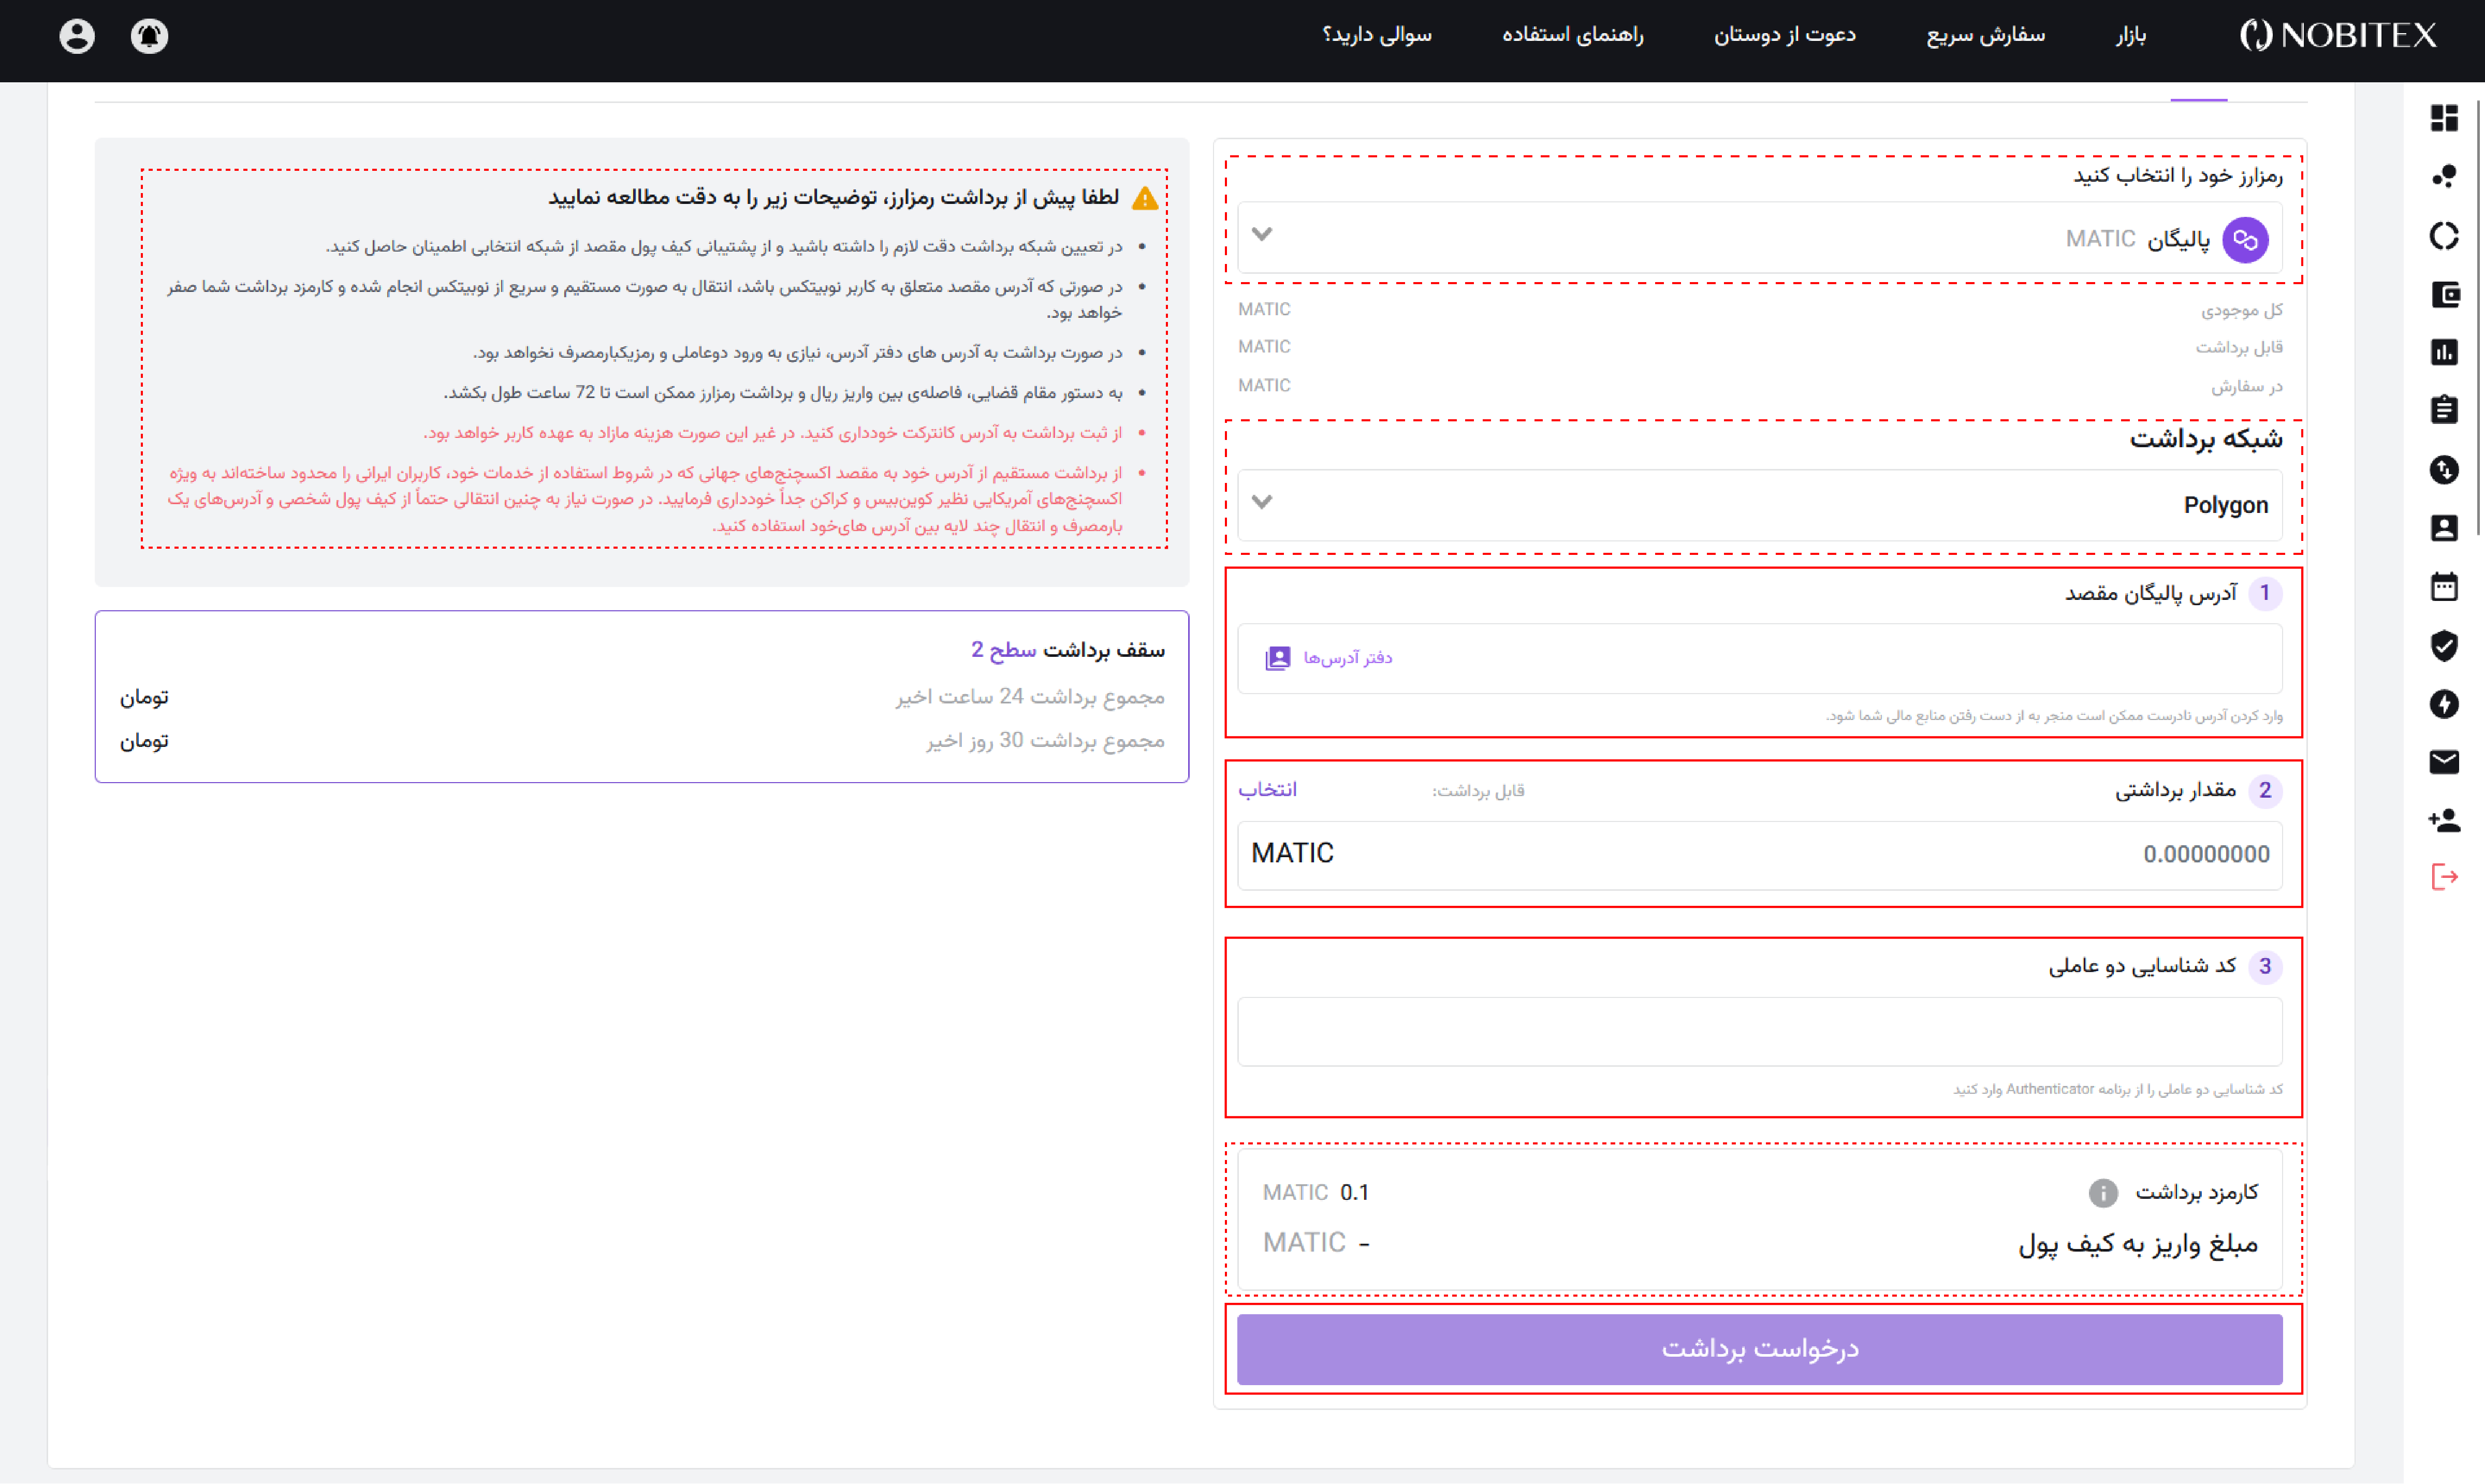 NOBITEX
بازار
سفارش سریع
دعوت از دوستان
راهنمای استفاده
سوالی دارید؟
رمزارز خود را انتخاب کنید
پالیگان MATIC
کل موجودی MATIC
قابل برداشت MATIC
در سفارش MATIC
شبکه برداشت
Polygon
1 آدرس پالیگان مقصد
دفتر آدرس‌ها
وارد کردن آدرس نادرست ممکن است منجر به از دست رفتن منابع مالی شما شود.
2 مقدار برداشتی قابل برداشت: انتخاب
0.00000000 MATIC
3 کد شناسایی دو عاملی
کد شناسایی دو عاملی را از برنامه Authenticator وارد کنید
کارمزد برداشت 0.1 MATIC
مبلغ واریز به کیف پول - MATIC
درخواست برداشت
لطفا پیش از برداشت رمزارز، توضیحات زیر را به دقت مطالعه نمایید
• در تعیین شبکه برداشت دقت لازم را داشته باشید و از پشتیبانی کیف پول مقصد از شبکه انتخابی اطمینان حاصل کنید.
• در صورتی که آدرس مقصد متعلق به کاربر نوبیتکس باشد، انتقال به صورت مستقیم و سریع از نوبیتکس انجام شده و کارمزد برداشت شما صفر
خواهد بود.
• در صورت برداشت به آدرس های دفتر آدرس، نیازی به ورود دوعاملی و رمزیکبارمصرف نخواهد بود.
• به دستور مقام قضایی، فاصله‌ی بین واریز ریال و برداشت رمزارز ممکن است تا 72 ساعت طول بکشد.
• از ثبت برداشت به آدرس کانترکت خودداری کنید. در غیر این صورت هزینه مازاد به عهده کاربر خواهد بود.
• از برداشت مستقیم از آدرس خود به مقصد اکسچنج‌های جهانی که در شروط استفاده از خدمات خود، کاربران ایرانی را محدود ساخته‌اند به ویژه
اکسچنج‌های آمریکایی نظیر کوین‌بیس و کراکن جداً خودداری فرمایید. در صورت نیاز به چنین انتقالی حتماً از کیف پول شخصی و آدرس‌های یک
بارمصرف و انتقال چند لایه بین آدرس های‌خود استفاده کنید.
سقف برداشت سطح 2
مجموع برداشت 24 ساعت اخیر تومان
مجموع برداشت 30 روز اخیر تومان